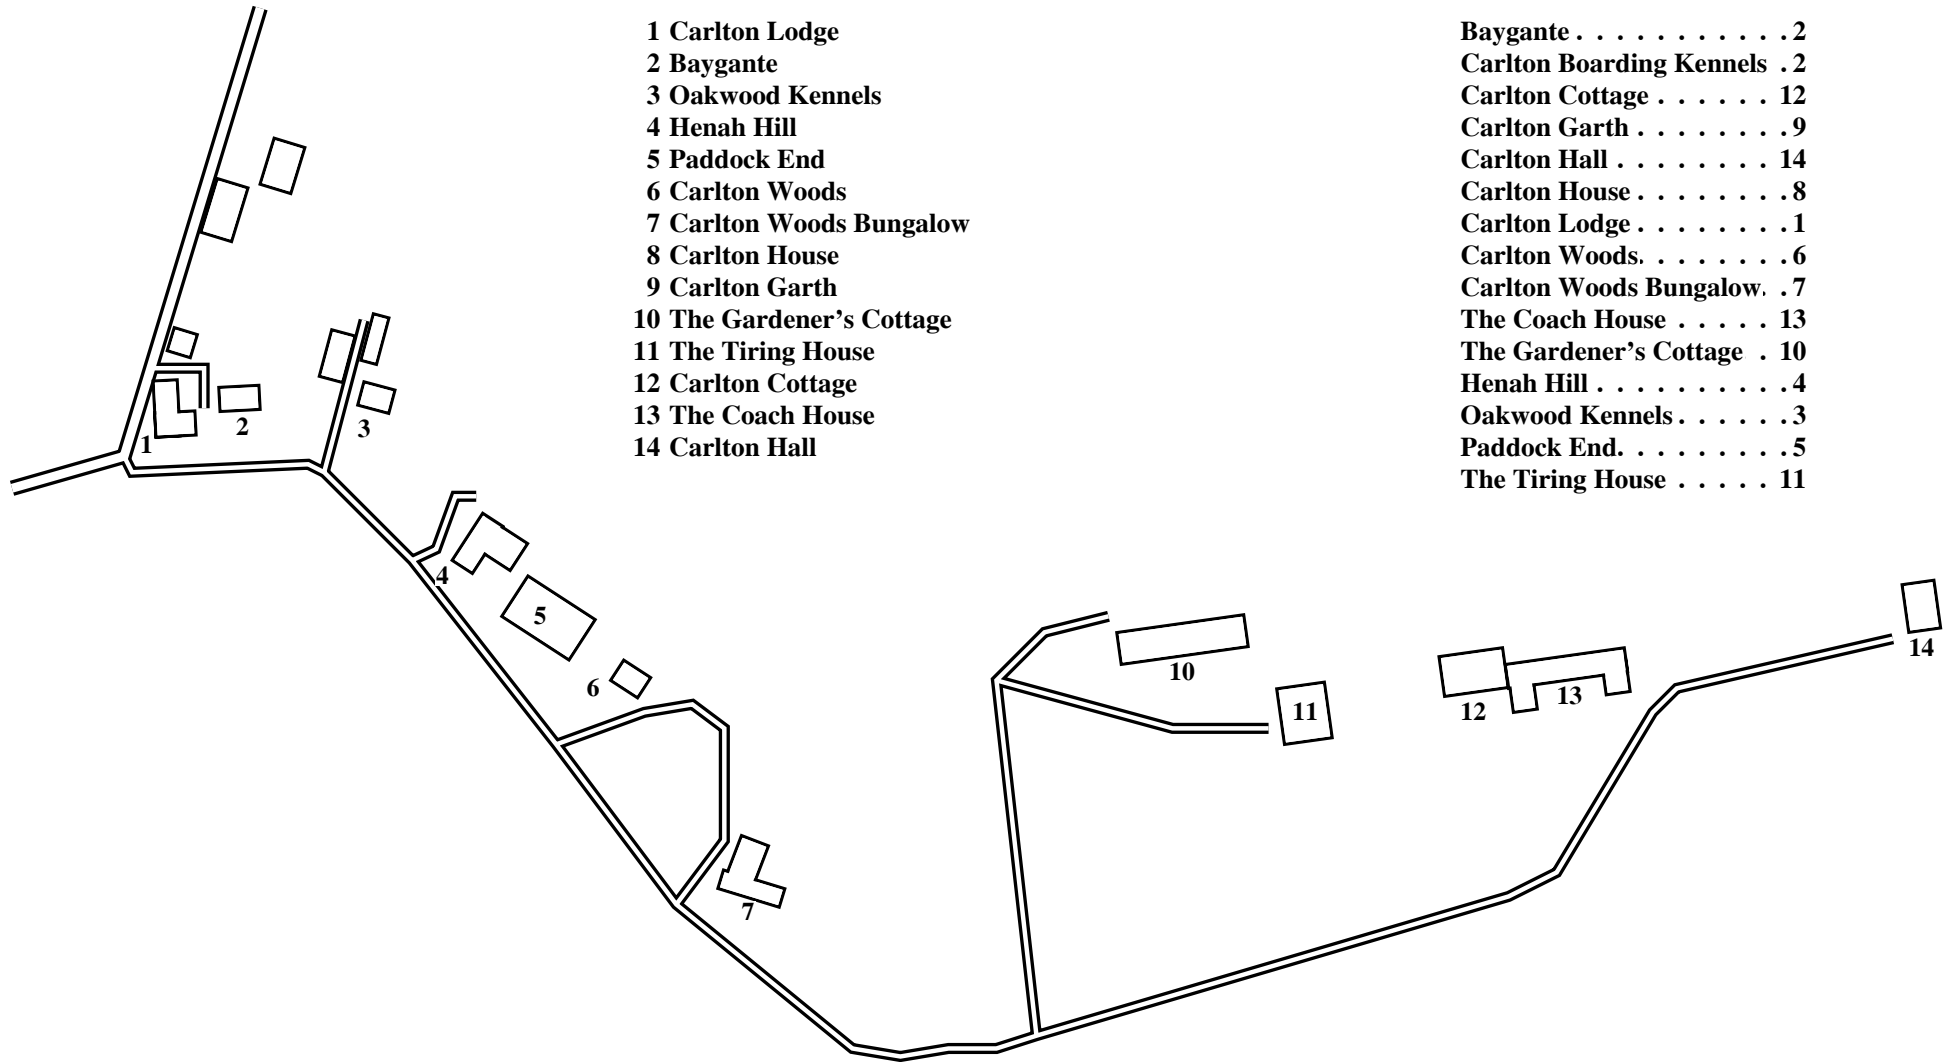 1 Carlton Lodge
2 Baygante
3 Oakwood Kennels
4 Henah Hill
5 Paddock End
6 Carlton Woods
7 Carlton Woods Bungalow
8 Carlton House
9 Carlton Garth
10 The Gardener’s Cottage
11 The Tiring House
12 Carlton Cottage
13 The Coach House
14 Carlton Hall
Baygante . . . . . . . . . . . 2
Carlton Boarding Kennels . 2
Carlton Cottage . . . . . . 12
Carlton Garth . . . . . . . . 9
Carlton Hall . . . . . . . . 14
Carlton House . . . . . . . . 8
Carlton Lodge . . . . . . . . 1
Carlton Woods. . . . . . . . 6
Carlton Woods Bungalow. . 7
The Coach House . . . . . 13
The Gardener’s Cottage . 10
Henah Hill . . . . . . . . . . 4
Oakwood Kennels . . . . . . 3
Paddock End. . . . . . . . . 5
The Tiring House . . . . . 11
1
2
3
4
5
6
7
10
11
12
13
14